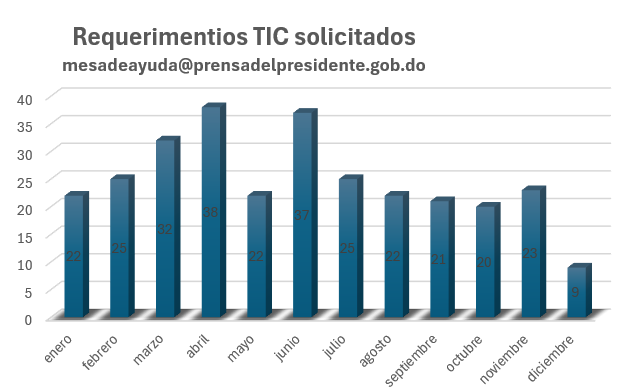 Requerimentios TIC solicitados
mesadeayuda@prensadelpresidente.gob.do
40
35
30
25
20
15
10
5
0
22
25
32
38
22
37
25
22
21
20
23
9
enero
febrero
marzo
abril
mayo
junio
julio
agosto
septiembre
octubre
noviembre
diciembre